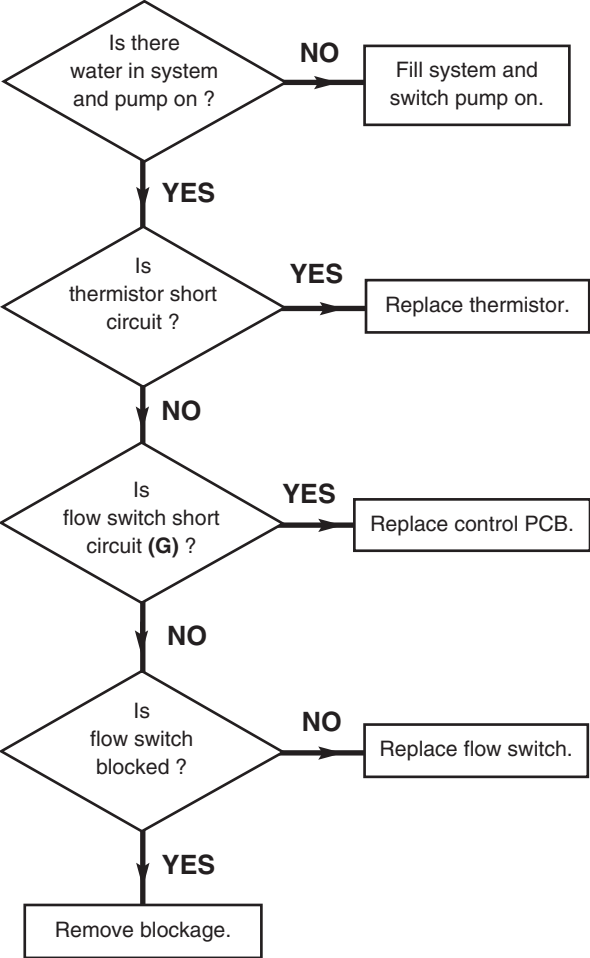 Is there
water in system
and pump on ?
NO
Fill system and
switch pump on.
YES
Is
thermistor short
circuit ?
YES
Replace thermistor.
NO
Is
flow switch short
circuit (G) ?
YES
Replace control PCB.
NO
Is
flow switch
blocked ?
NO
Replace flow switch.
YES
Remove blockage.